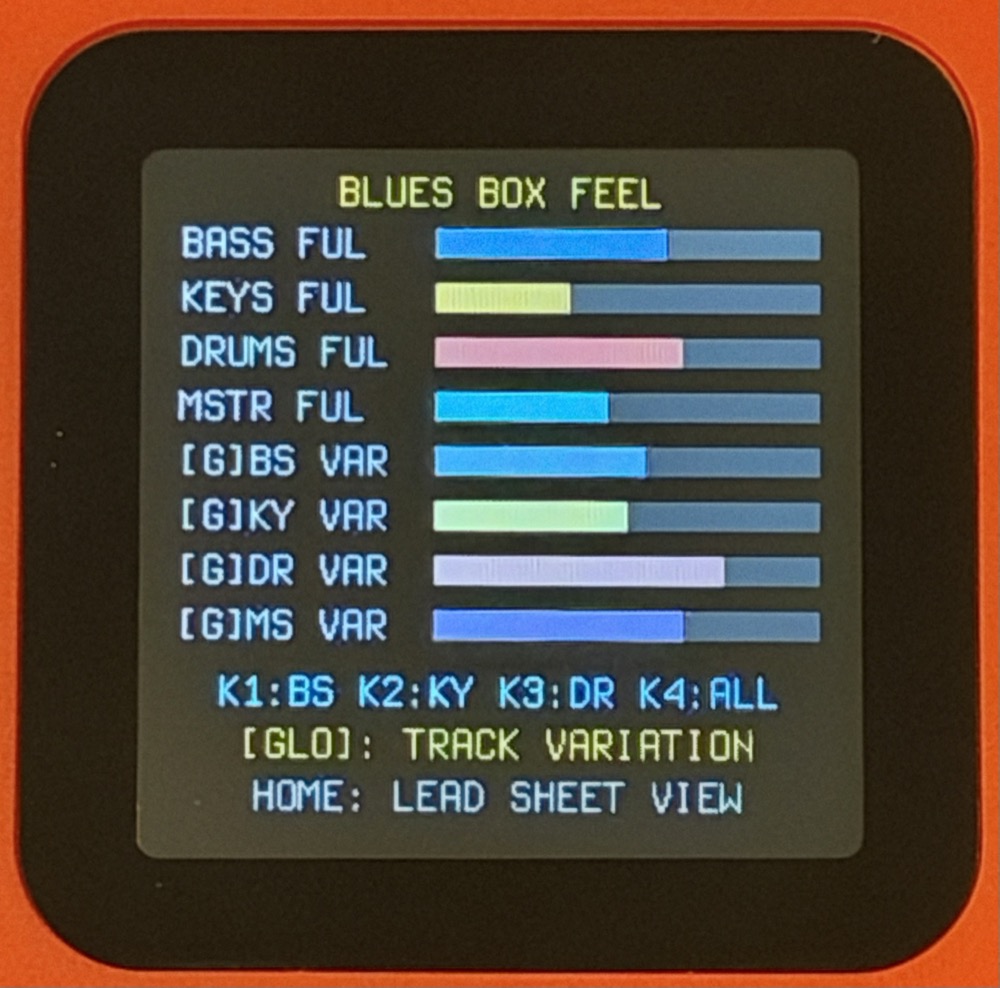 BLUES BOX FEEL
BASS FUL
KEYS FUL
DRUMS FUL
MSTR FUL
[G]BS VAR
[G]KY VAR
[G]DR VAR
[G]MS VAR
K1:BS K2:KY K3:DR K4:ALL
[GLO]: TRACK VARIATION
HOME: LEAD SHEET VIEW